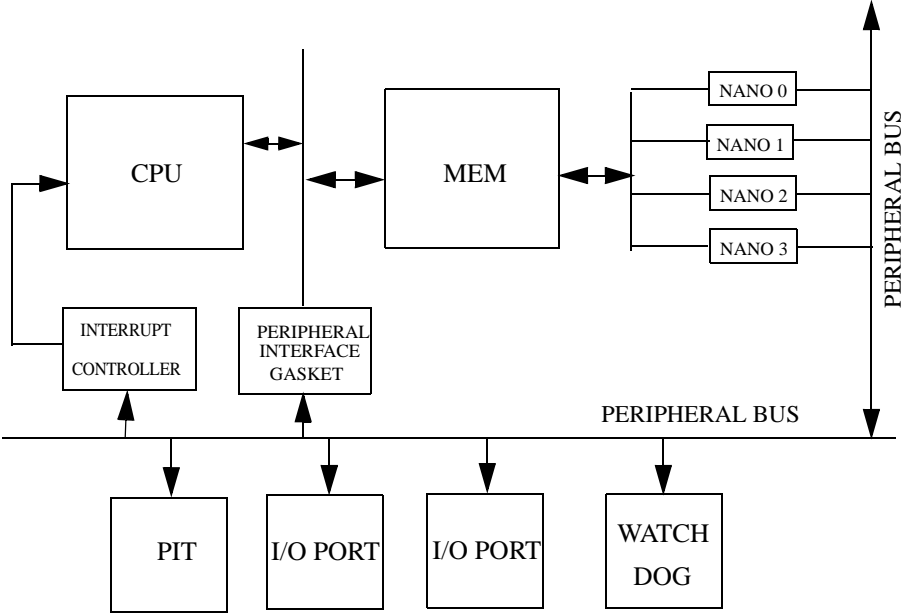 NANO 0
NANO 1
NANO 2
NANO 3
CPU
MEM
PERIPHERAL BUS
INTERRUPT
CONTROLLER
PERIPHERAL
INTERFACE
GASKET
PERIPHERAL BUS
PIT
I/O PORT
I/O PORT
WATCH
DOG